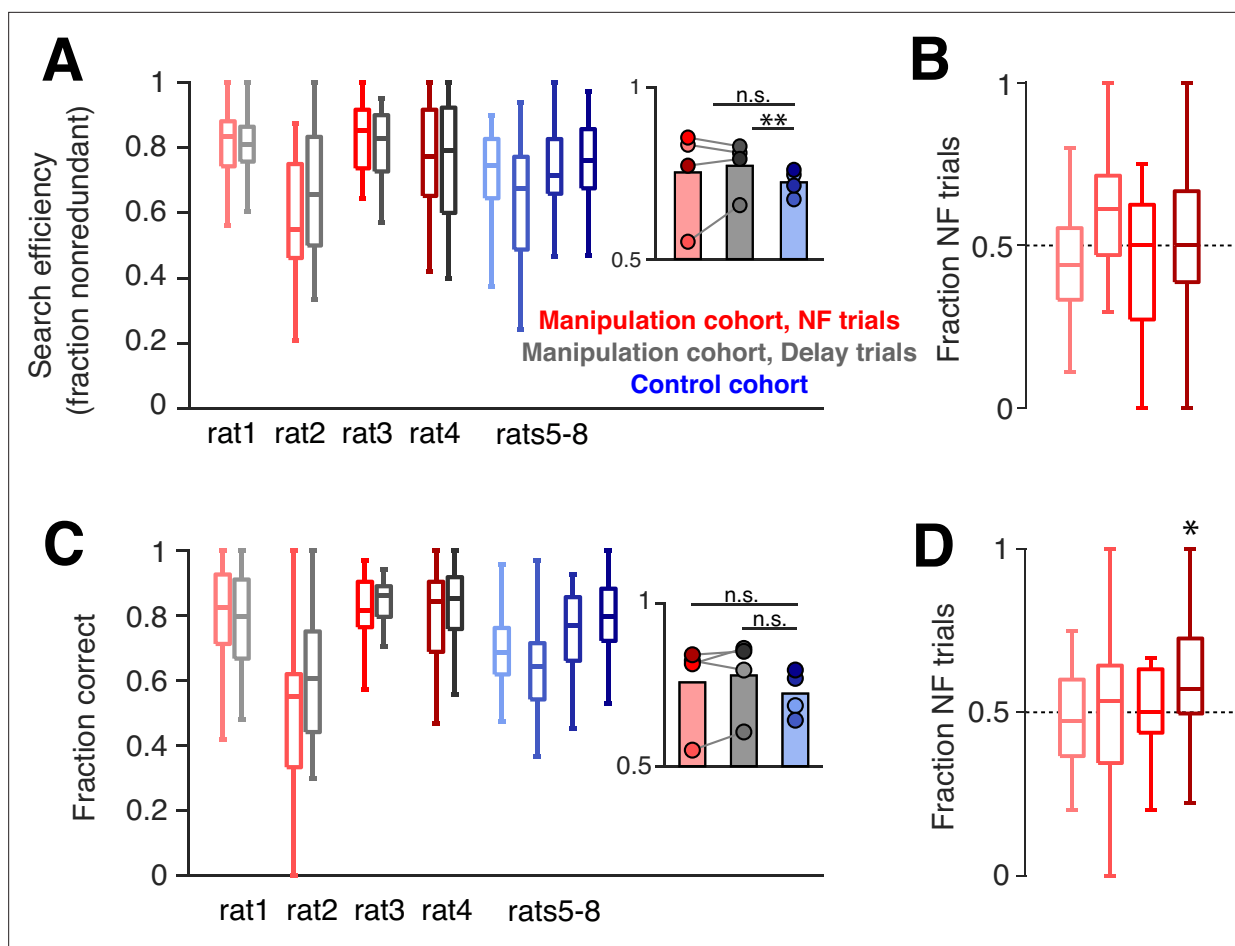 A
B
Search efficiency
(fraction nonredundant)
1
0.8
0.6
0.4
0.2
0
rat1 rat2 rat3 rat4 rats5-8
1
0.5
n.s.
**
Manipulation cohort, NF trials
Manipulation cohort, Delay trials
Control cohort
Fraction NF trials
1
0.5
0
C
D
Fraction correct
1
0.8
0.6
0.4
0.2
0
rat1 rat2 rat3 rat4 rats5-8
1
0.5
n.s.
n.s.
Fraction NF trials
1
0.5
0
*